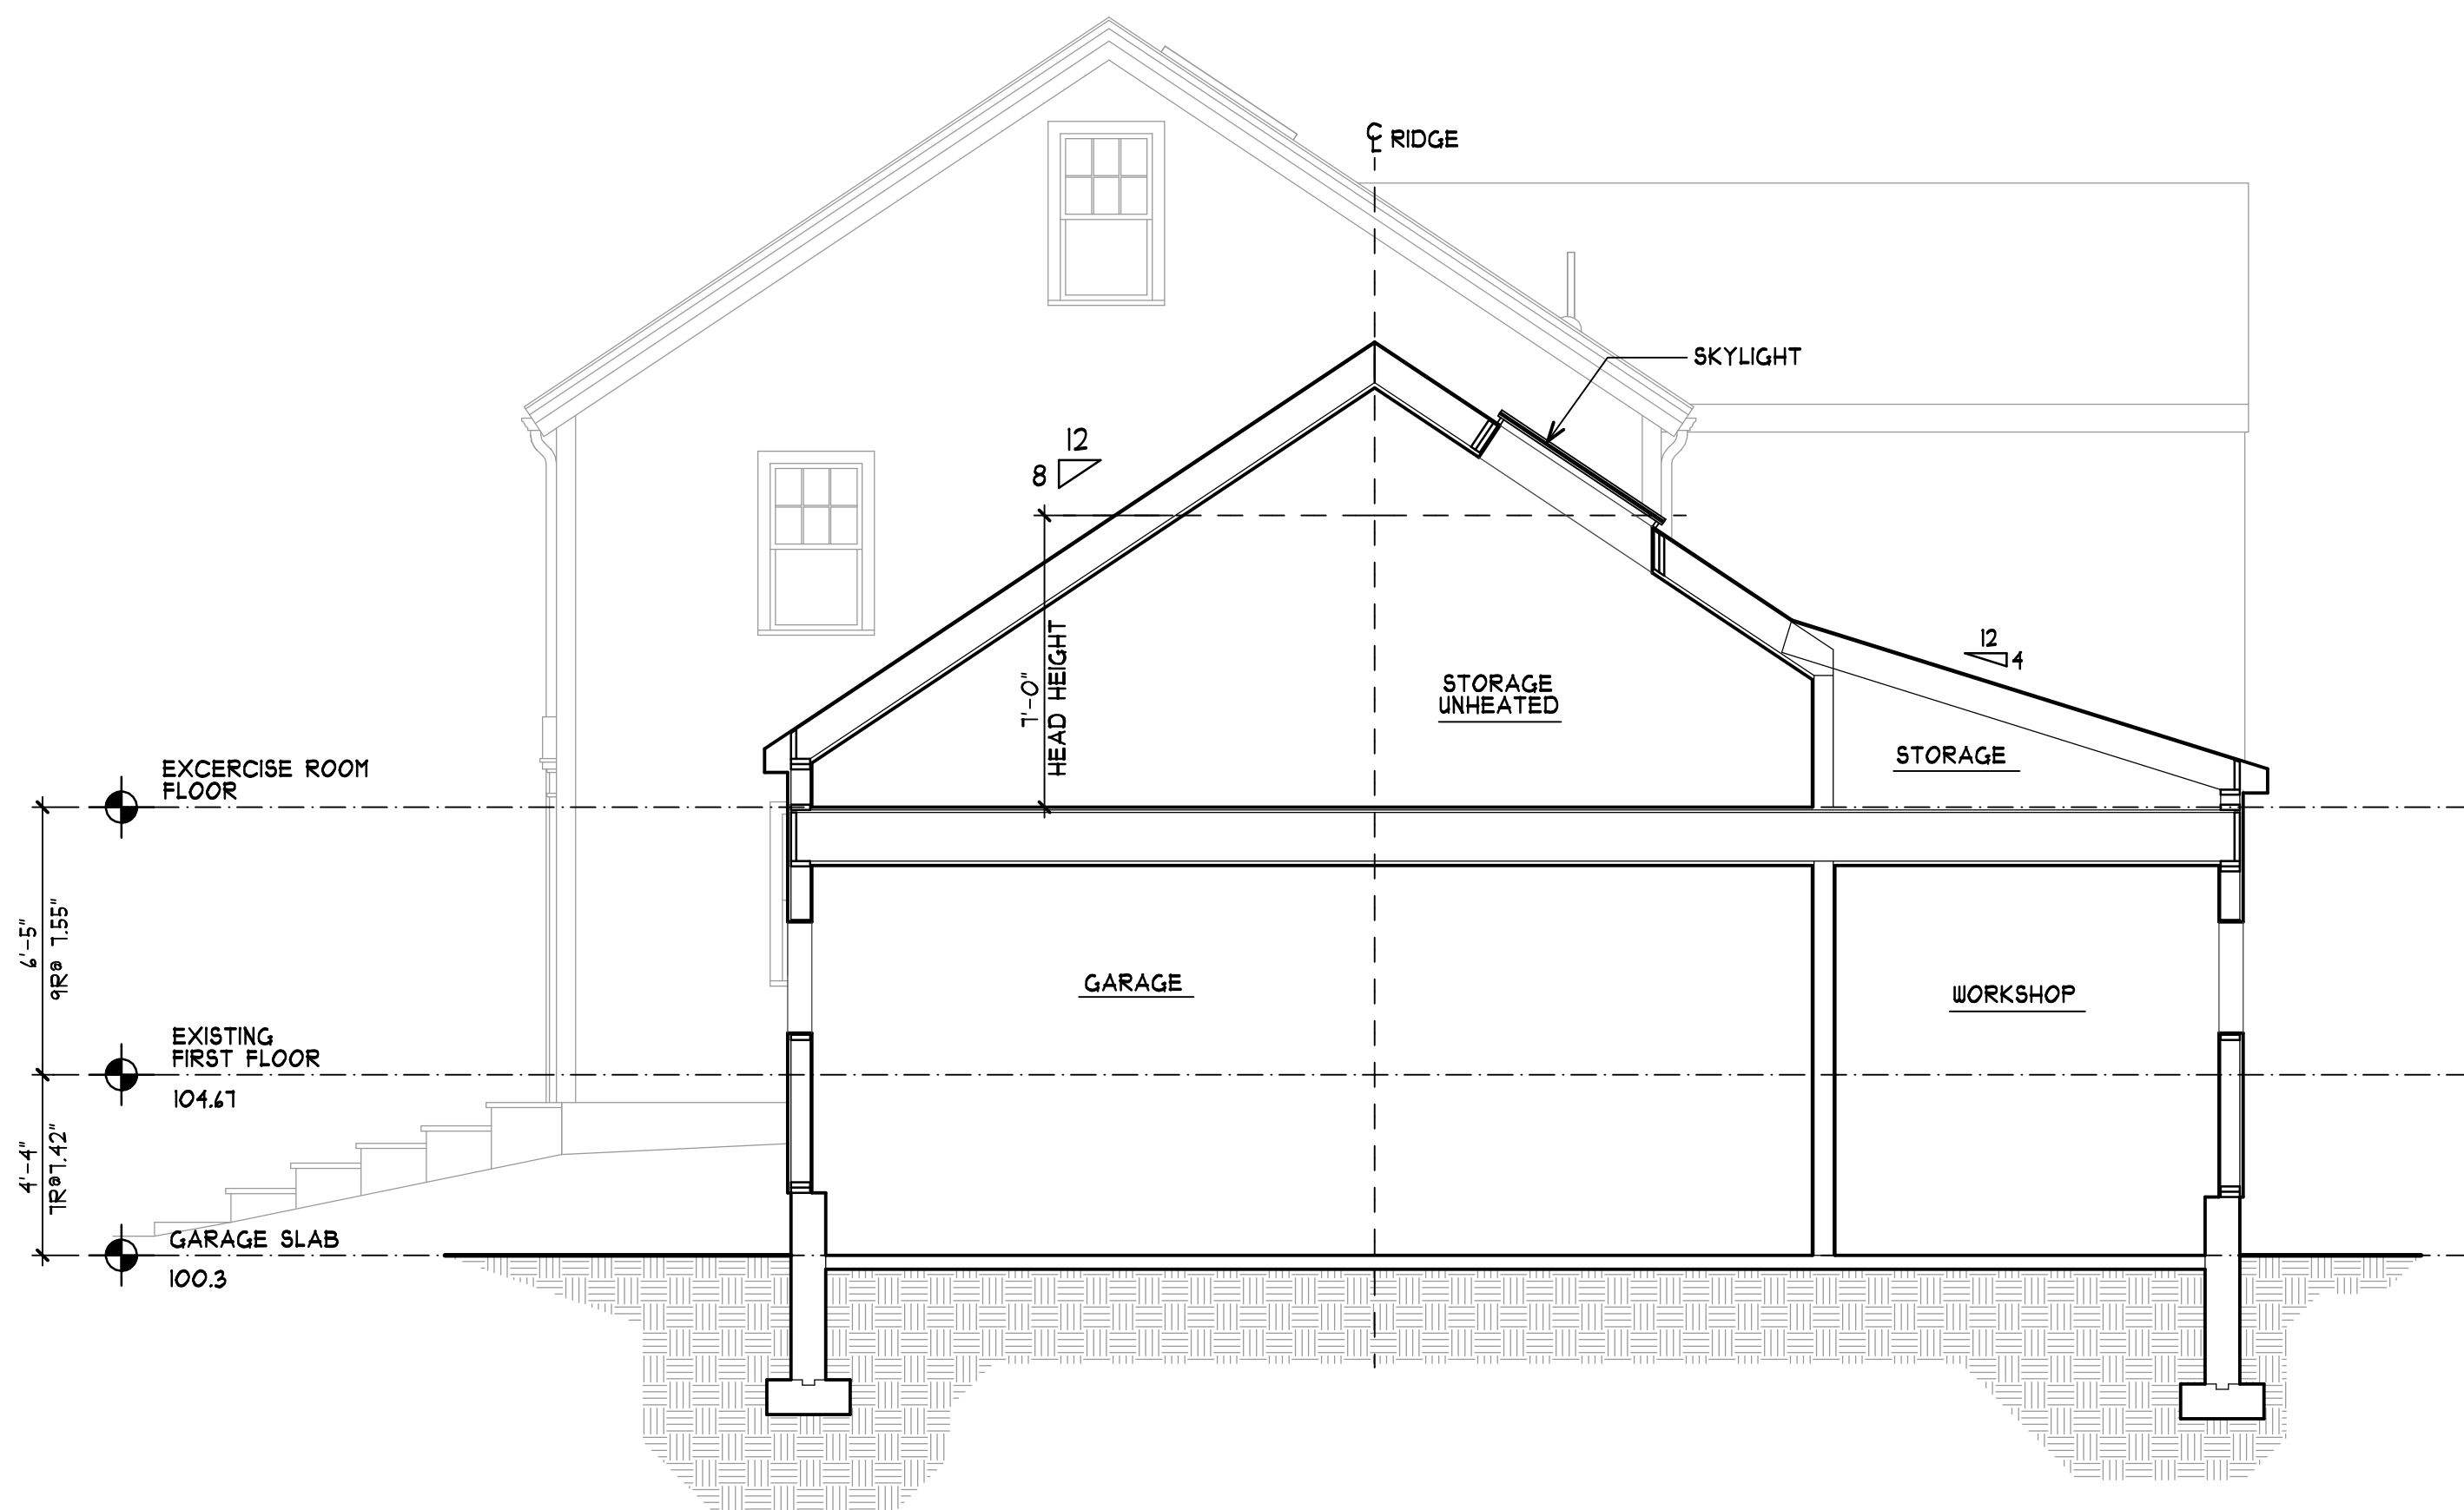 ℄ RIDGE
SKYLIGHT
12
8
7'-0"
HEAD HEIGHT
STORAGE
UNHEATED
12
4
STORAGE
EXCERCISE ROOM
FLOOR
6'-5"
9R@ 7.55"
GARAGE
WORKSHOP
EXISTING
FIRST FLOOR
104.67
4'-4"
7R@7.42"
GARAGE SLAB
100.3